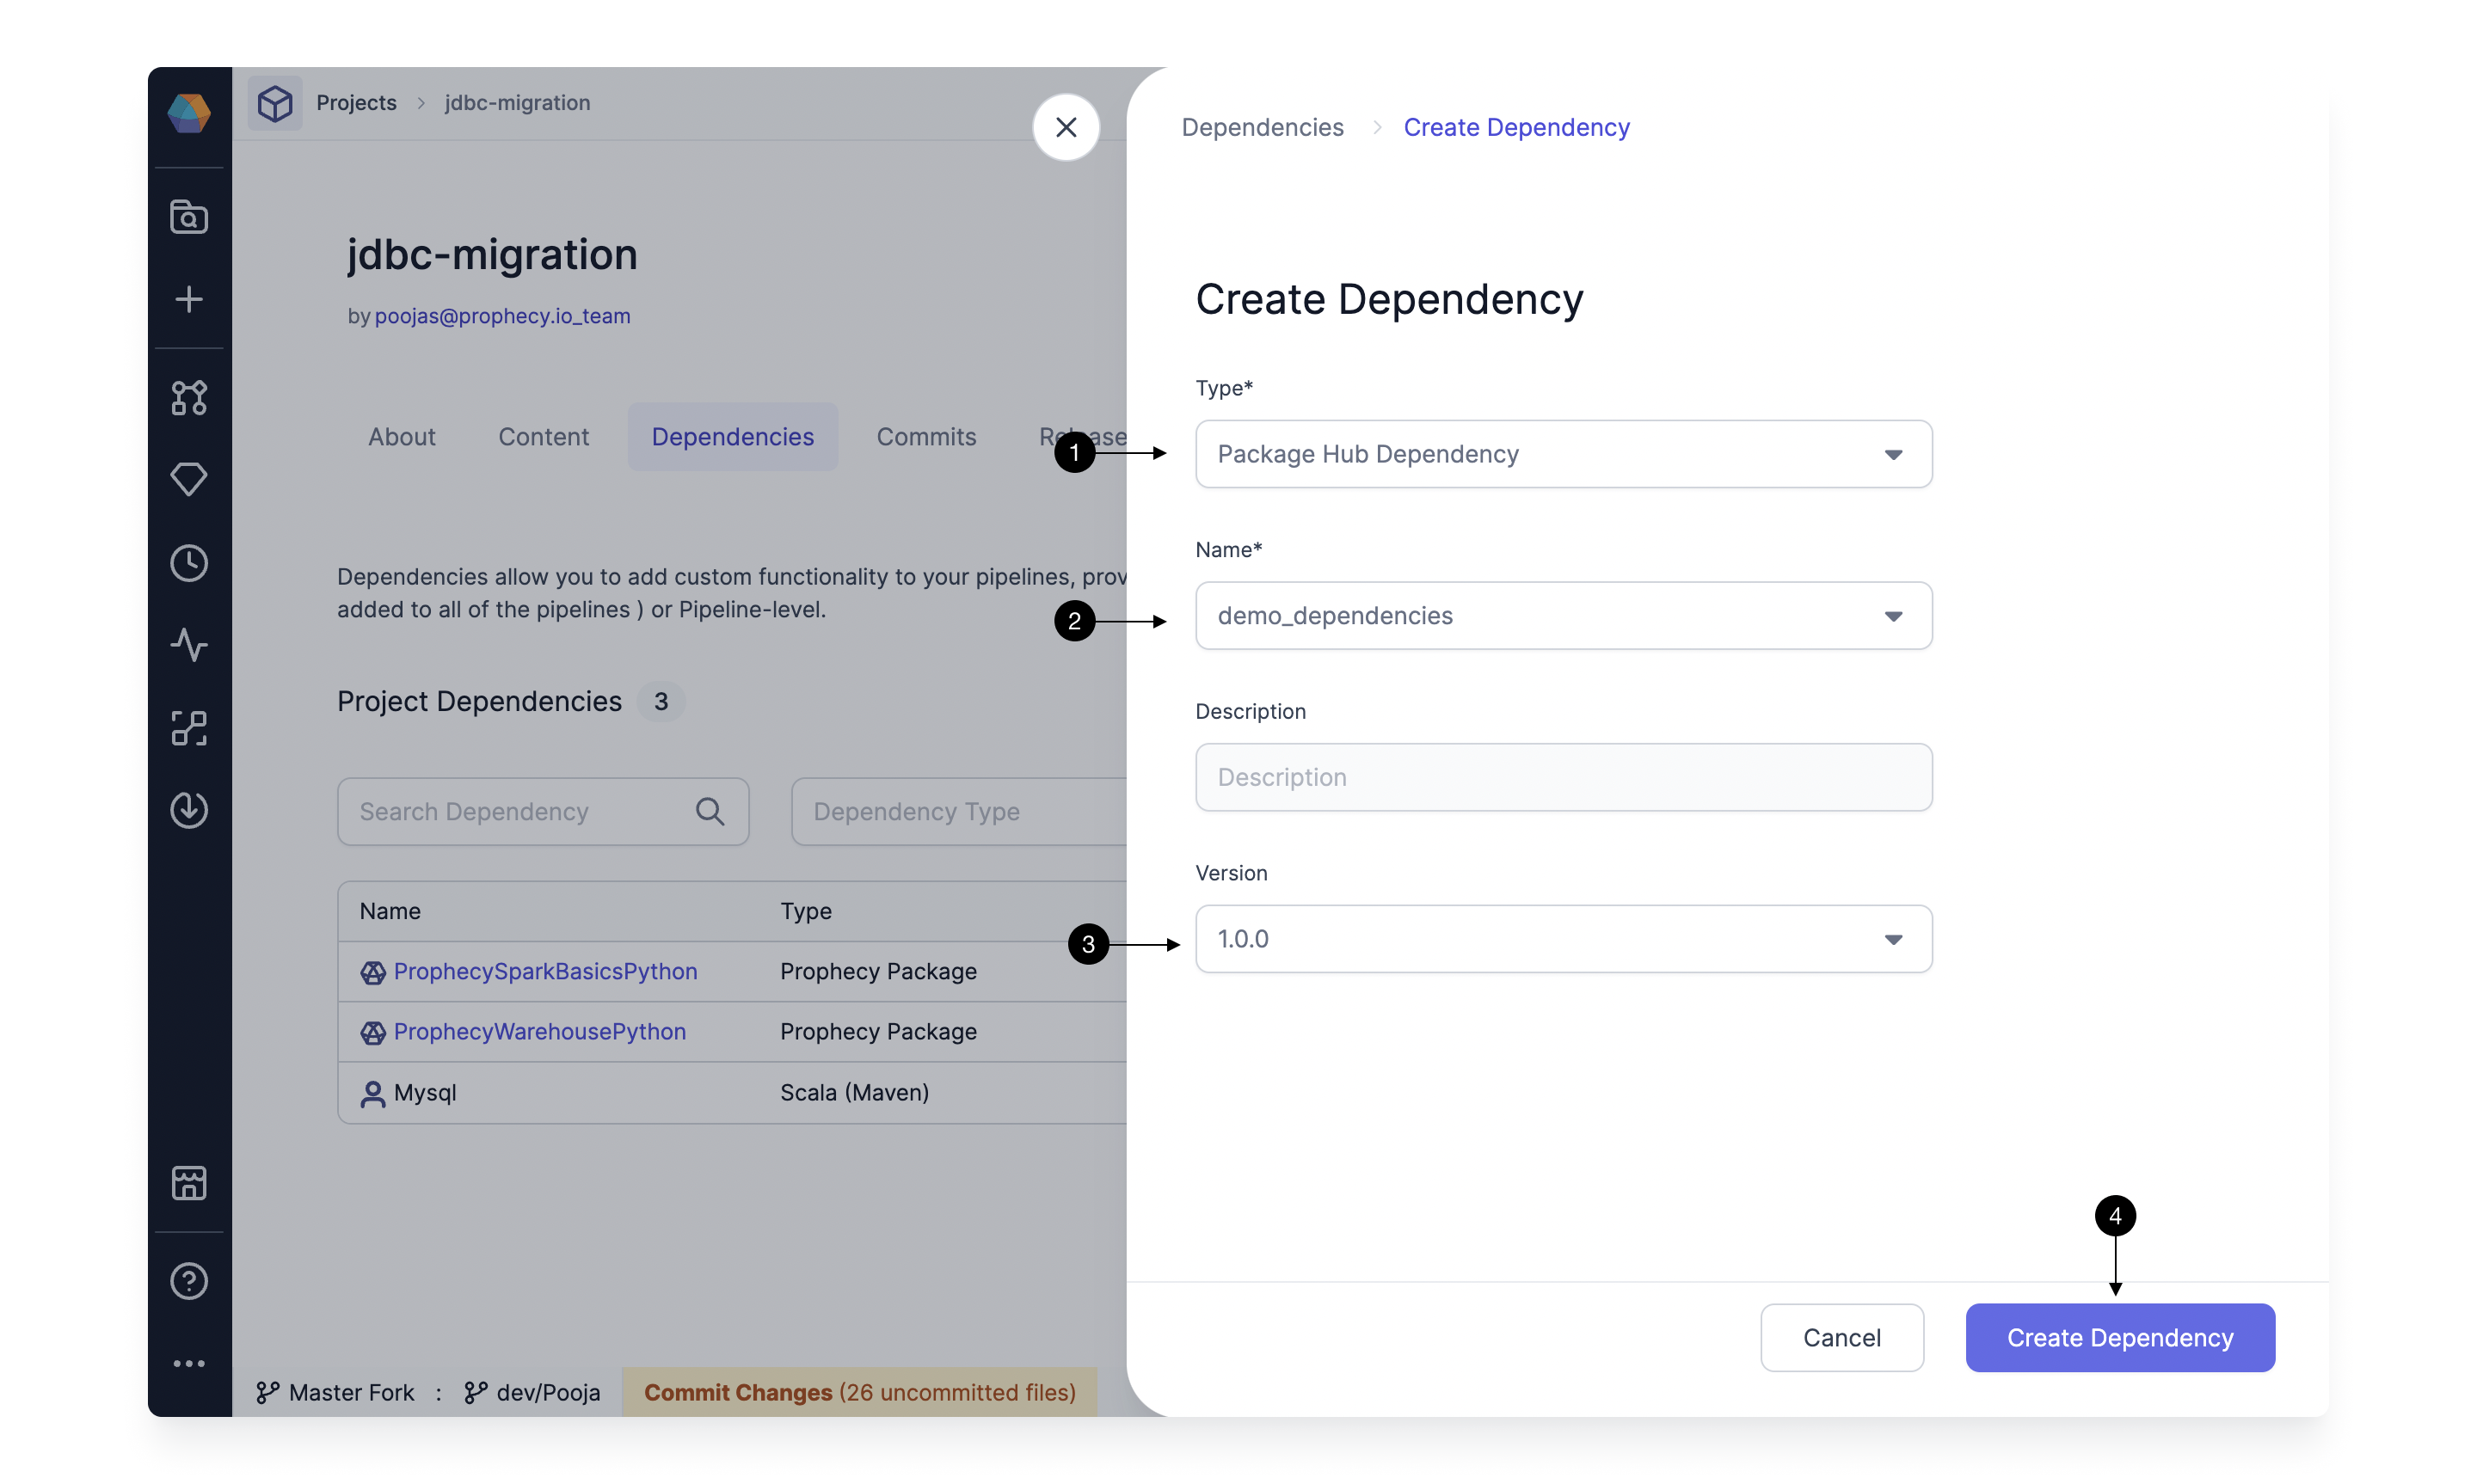 Projects > jdbc-migration
jdbc-migration
by poojas@prophecy.io_team
About Content Dependencies Commits
Dependencies allow you to add custom functionality to your pipelines,
added to all of the pipelines ) or Pipeline-level.
Project Dependencies 3
Search Dependency
Dependency Type
Name Type
ProphecySparkBasicsPython Prophecy Package
ProphecyWarehousePython Prophecy Package
Mysql Scala (Maven)
Master Fork : dev/Pooja Commit Changes (26 uncommitted files)
Dependencies > Create Dependency
Create Dependency
Type*
1 Package Hub Dependency
Name*
2 demo_dependencies
Description
Description
Version
3 1.0.0
4
Cancel Create Dependency